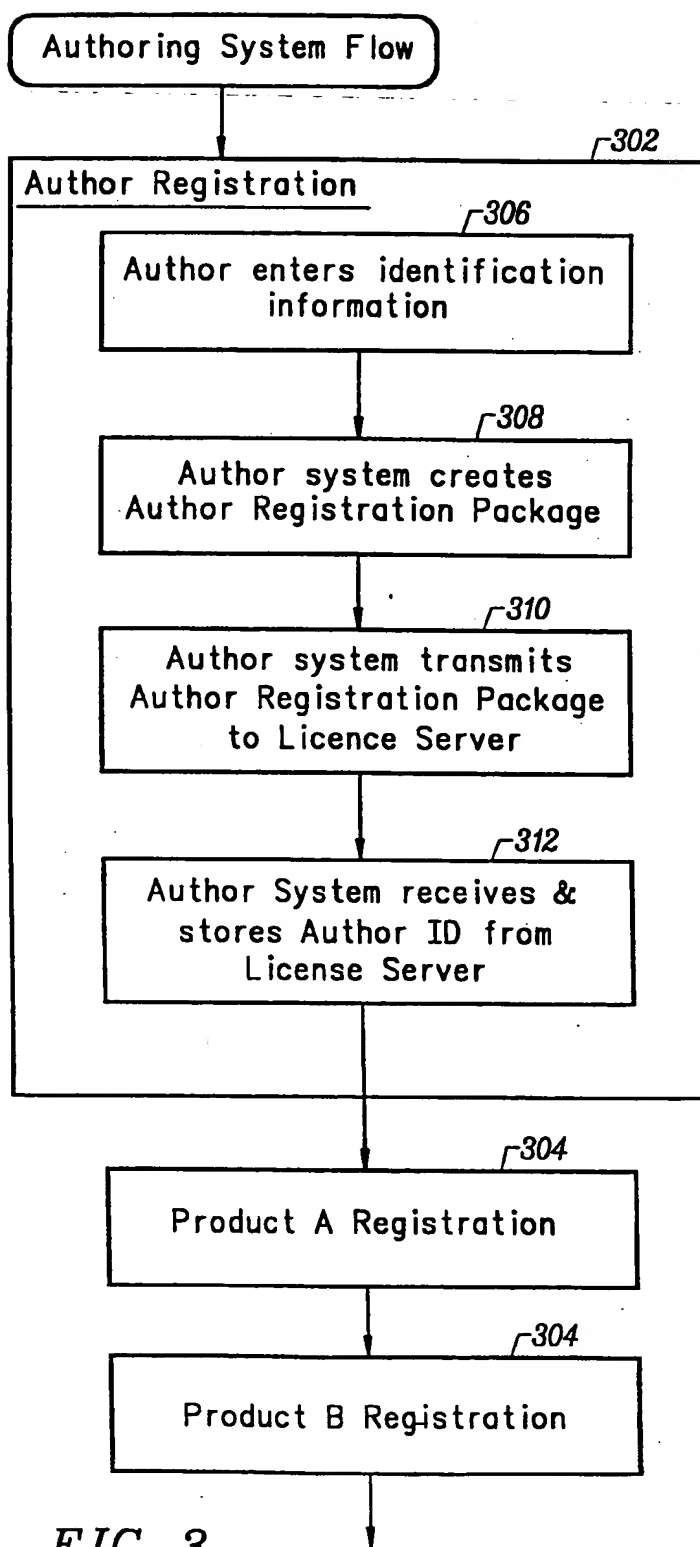 Authoring System Flow
302
Author Registration
306
Author enters identification
information
308
Author system creates
Author Registration Package
310
Author system transmits
Author Registration Package
to Licence Server
312
Author System receives &
stores Author ID from
License Server
304
Product A Registration
304
Product B Registration
FIG. 3